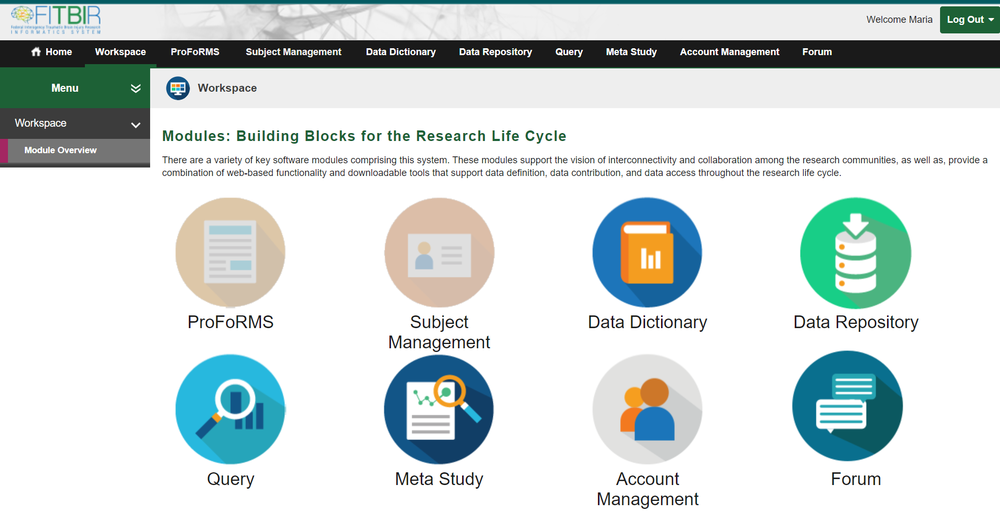 FITBIR
Federal Interagency Traumatic Brain Injury Research
INFORMATICS SYSTEM
Welcome Maria
Log Out
Home Workspace ProFoRMS Subject Management Data Dictionary Data Repository Query Meta Study Account Management Forum
Menu
Workspace
Module Overview
Workspace
Modules: Building Blocks for the Research Life Cycle
There are a variety of key software modules comprising this system. These modules support the vision of interconnectivity and collaboration among the research communities, as well as, provide a
combination of web-based functionality and downloadable tools that support data definition, data contribution, and data access throughout the research life cycle.
ProFoRMS
Subject
Management
Data Dictionary
Data Repository
Query
Meta Study
Account
Management
Forum